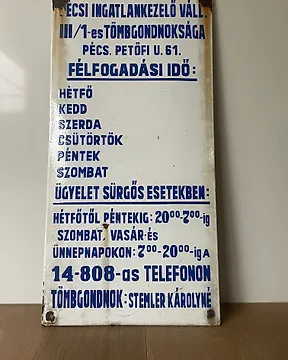 PÉCSI INGATLANKEZELŐ VÁLL.
III/1-es TÖMBGONDNOKSÁGA
PÉCS. PETŐFI U. 61.
FÉLFOGADÁSI IDŐ:
HÉTFŐ
KEDD
SZERDA
CSÜTÖRTÖK
PÉNTEK
SZOMBAT
ÜGYELET SÜRGŐS ESETEKBEN:
HÉTFŐTŐL PÉNTEKIG: 20⁰⁰-7⁰⁰-ig
SZOMBAT, VASÁR-ÉS
ÜNNEPNAPOKON: 7⁰⁰-20⁰⁰-ig A
14-808-as TELEFONON
TÖMBGONDNOK: STEMLER KÁROLYNÉ